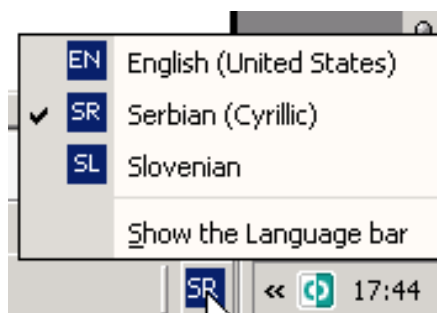 EN English (United States)
SR Serbian (Cyrillic)
SL Slovenian
Show the Language bar
SR « 17:44